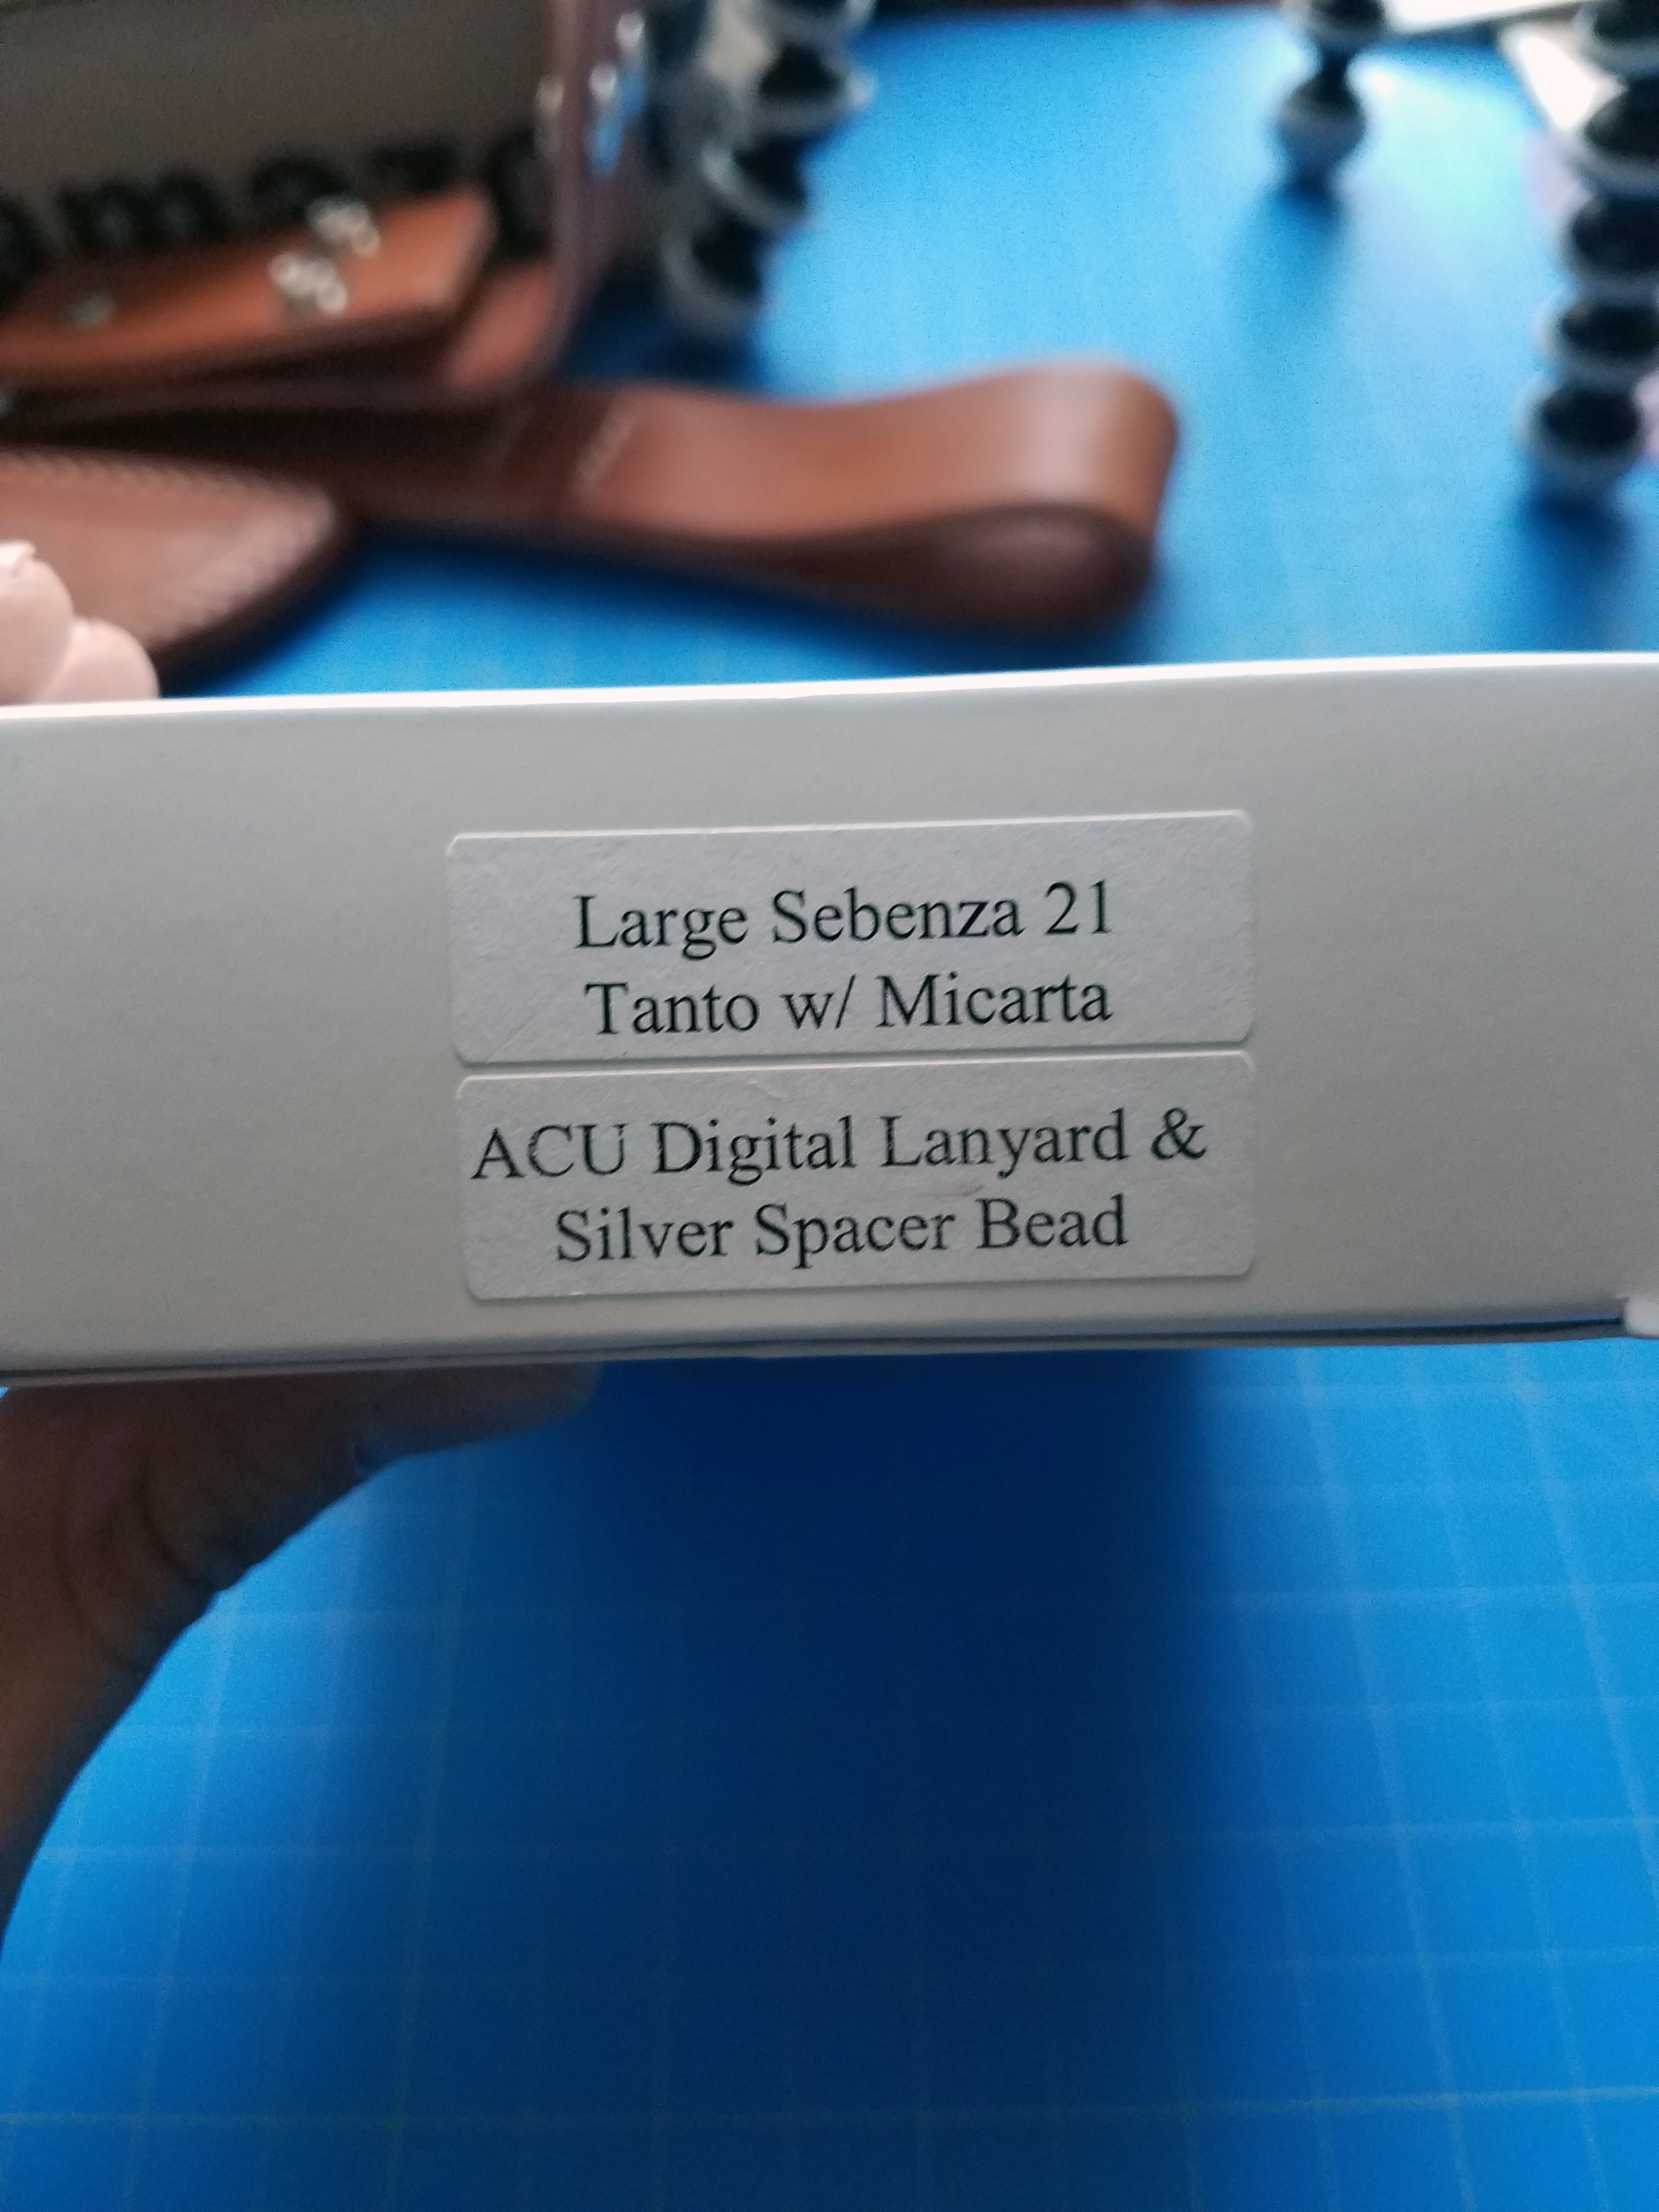 Large Sebenza 21
Tanto w/ Micarta
ACU Digital Lanyard &
Silver Spacer Bead